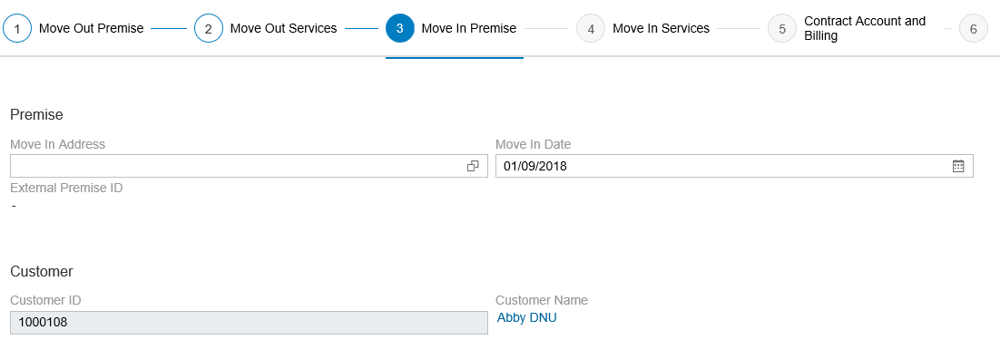 1 Move Out Premise 2 Move Out Services 3 Move In Premise 4 Move In Services 5 Contract Account and Billing 6
Premise
Move In Address Move In Date
01/09/2018
External Premise ID
-
Customer
Customer ID Customer Name
1000108 Abby DNU